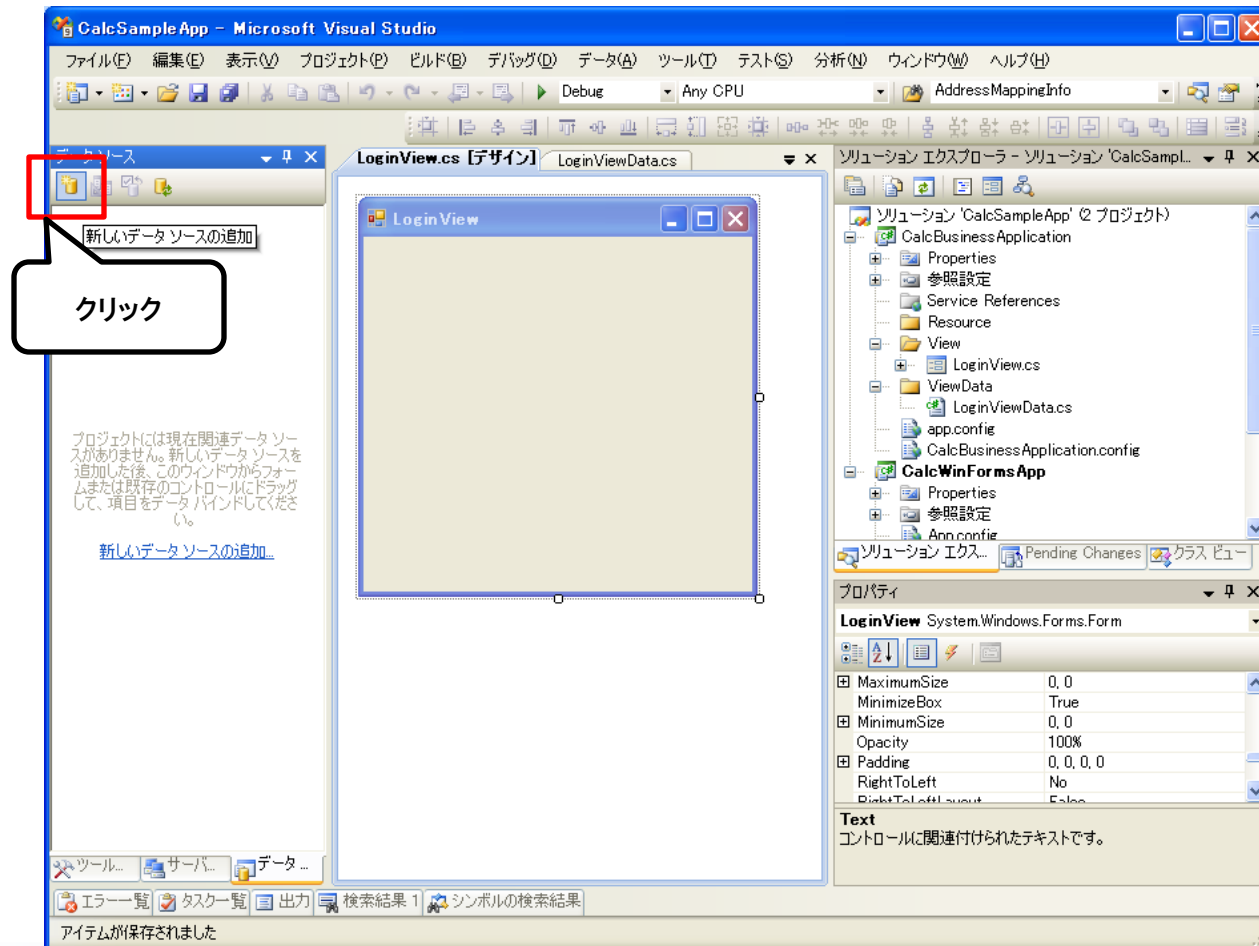 CalcSampleApp - Microsoft Visual Studio
ファイル(F) 編集(E) 表示(V) プロジェクト(P) ビルド(B) デバッグ(D) データ(A) ツール(T) テスト(S) 分析(N) ウィンドウ(W) ヘルプ(H)
Debug Any CPU AddressMappingInfo
データ ソース
新しいデータ ソースの追加
クリック
プロジェクトには現在関連データ ソー
スがありません。新しいデータ ソースを
追加した後、このウィンドウからフォー
ムまたは既存のコントロールにドラッグ
して、項目をデータ バインドしてくださ
い。
新しいデータ ソースの追加...
ツール... サーバ... データ ...
LoginView.cs [デザイン] LoginViewData.cs
LoginView
ソリューション エクスプローラ - ソリューション 'CalcSampl...
ソリューション 'CalcSampleApp' (2 プロジェクト)
CalcBusinessApplication
Properties
参照設定
Service References
Resource
View
LoginView.cs
ViewData
LoginViewData.cs
app.config
CalcBusinessApplication.config
CalcWinFormsApp
Properties
参照設定
App.config
ソリューション エクス... Pending Changes クラス ビュー
プロパティ
LoginView System.Windows.Forms.Form
MaximumSize 0, 0
MinimizeBox True
MinimumSize 0, 0
Opacity 100%
Padding 0, 0, 0, 0
RightToLeft No
RightToLeftLayout False
Text
コントロールに関連付けられたテキストです。
エラー一覧 タスク一覧 出力 検索結果 1 シンボルの検索結果
アイテムが保存されました